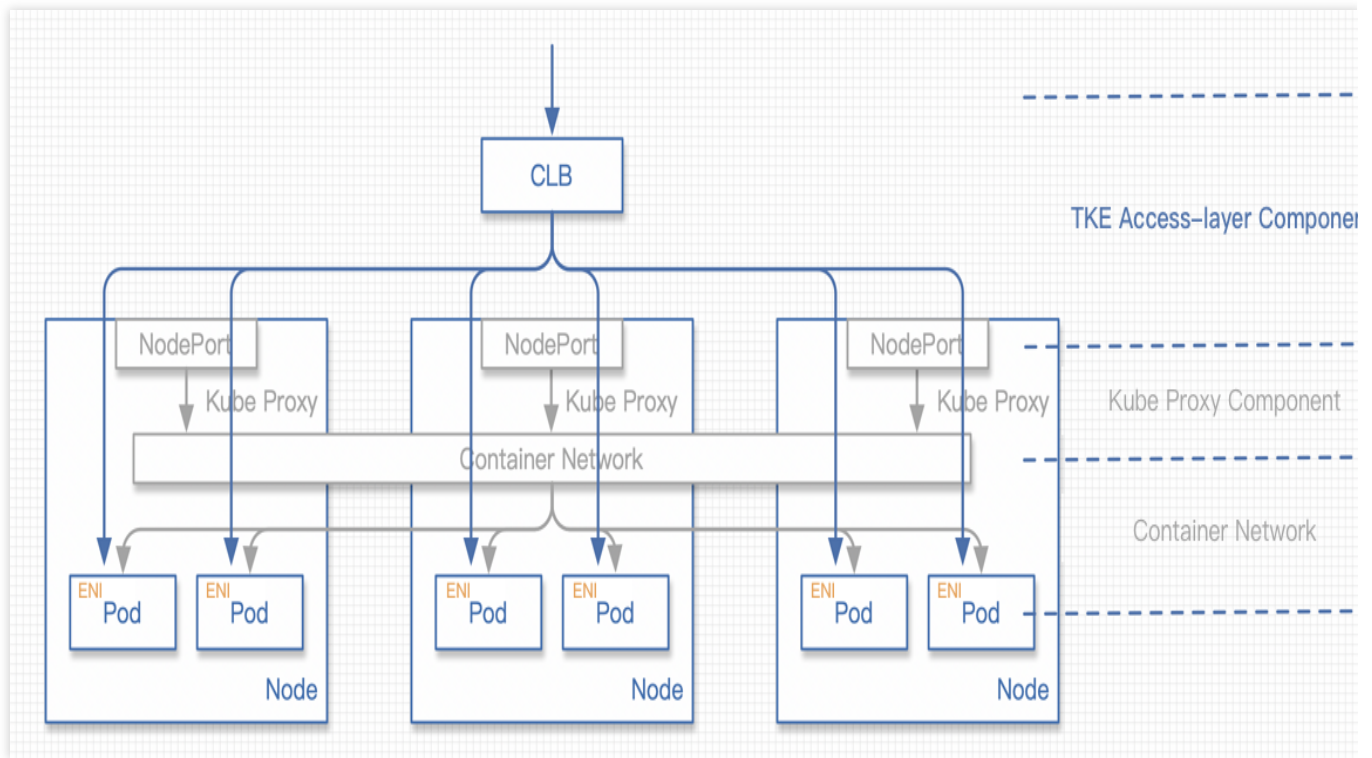 CLB
TKE Access-layer Componen
NodePort
NodePort
NodePort
Kube Proxy
Kube Proxy
Kube Proxy
Kube Proxy Component
Container Network
Container Network
ENI
Pod
ENI
Pod
ENI
Pod
ENI
Pod
ENI
Pod
ENI
Pod
Node
Node
Node